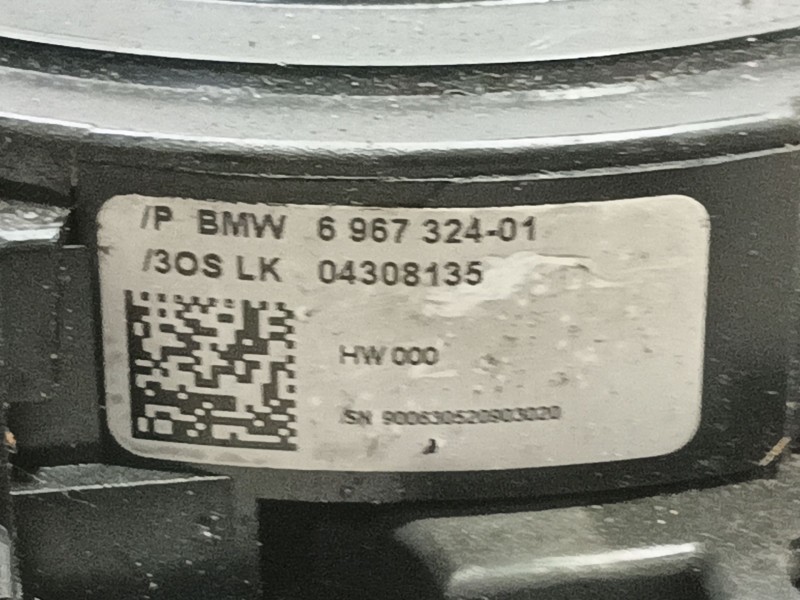 /P BMW 6 967 324-01
/3OS LK 04308135
HW 000
/SN 900630520903020